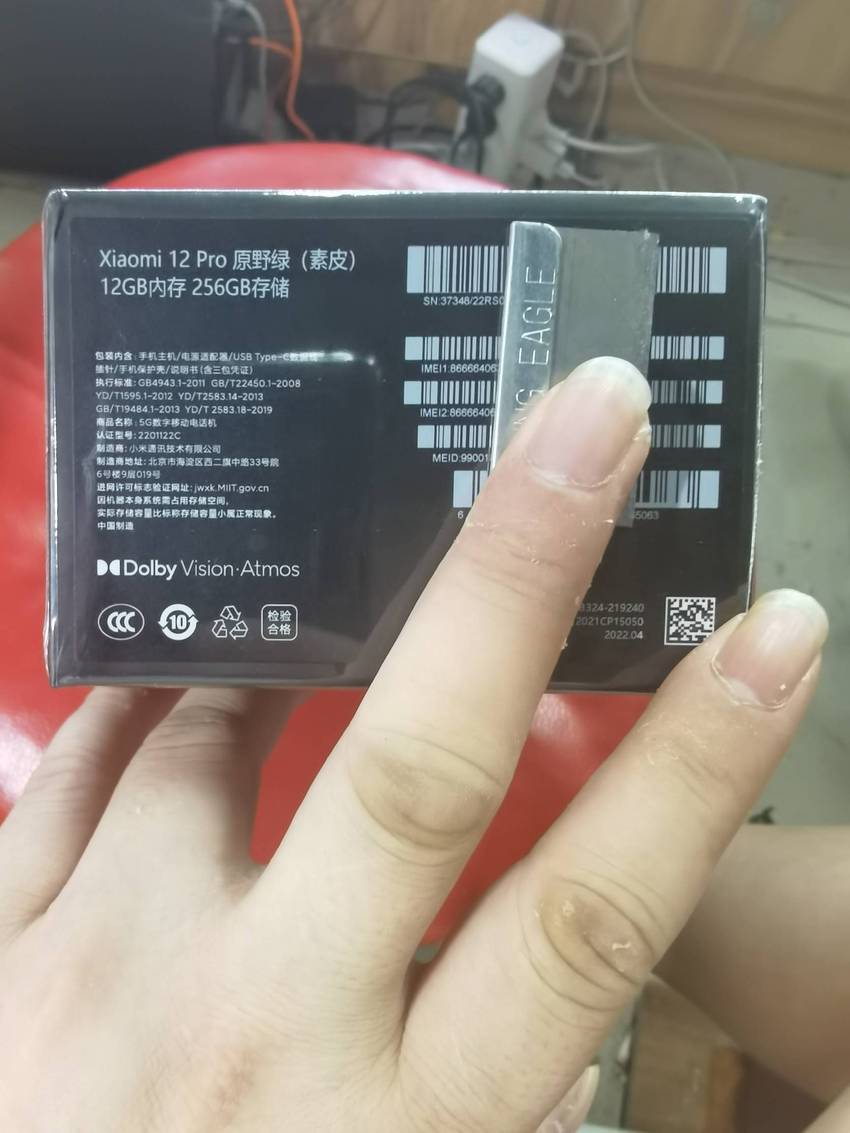 Xiaomi 12 Pro 原野绿（素皮）
12GB内存 256GB存储
包装内含: 手机主机/电源适配器/USB Type-C数据线
插针/手机保护壳/说明书 (含三包凭证)
执行标准: GB4943.1-2011 GB/T22450.1-2008
YD/T1595.1-2012 YD/T2583.14-2013
GB/T19484.1-2013 YD/T 2583.18-2019
商品名称: 5G数字移动电话机
认证型号: 2201122C
制造商: 小米通讯技术有限公司
制造商地址: 北京市海淀区西二旗中路33号院
6号楼9层019号
进网许可标志验证网址: jwxk.MIIT.gov.cn
因机器本身系统需占用存储空间,
实际存储容量比标称存储容量小属正常现象。
中国制造
Dolby Vision·Atmos
CCC
10
检验
合格
SN:37348/22RS0
IMEI1:86666406
IMEI2:86666406
MEID:99001
6
5063
EAGLE
324-219240
2021CP15050
2022.04